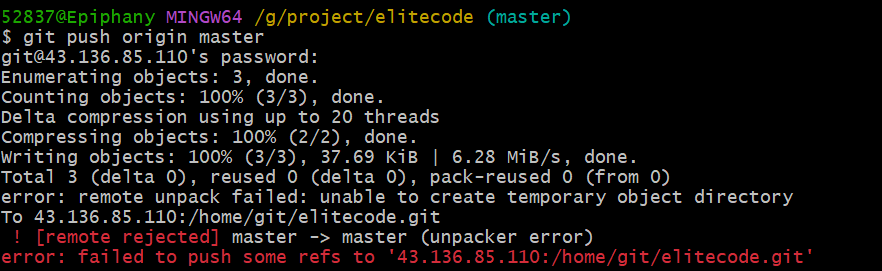 52837@Epiphany MINGW64 /g/project/elitecode (master)
$ git push origin master
git@43.136.85.110's password:
Enumerating objects: 3, done.
Counting objects: 100% (3/3), done.
Delta compression using up to 20 threads
Compressing objects: 100% (2/2), done.
Writing objects: 100% (3/3), 37.69 KiB | 6.28 MiB/s, done.
Total 3 (delta 0), reused 0 (delta 0), pack-reused 0 (from 0)
error: remote unpack failed: unable to create temporary object directory
To 43.136.85.110:/home/git/elitecode.git
 ! [remote rejected] master -> master (unpacker error)
error: failed to push some refs to '43.136.85.110:/home/git/elitecode.git'